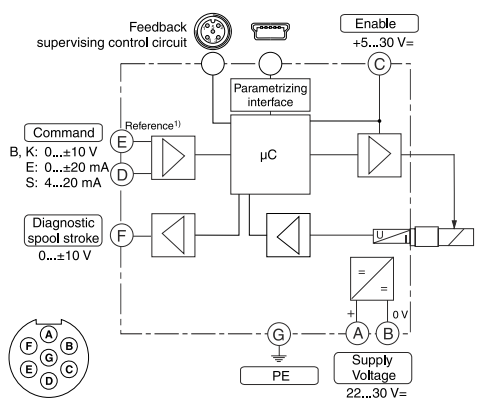 Feedback
supervising control circuit
Enable
+5...30 V=
C
Parametrizing
interface
Reference¹⁾
Command
B, K: 0...±10 V
E: 0...±20 mA
S: 4...20 mA
E
D
µC
Diagnostic
spool stroke
0...±10 V
F
U
=
=
+
0 V
G
A
B
PE
Supply
Voltage
22...30 V=
A
F
B
G
E
C
D